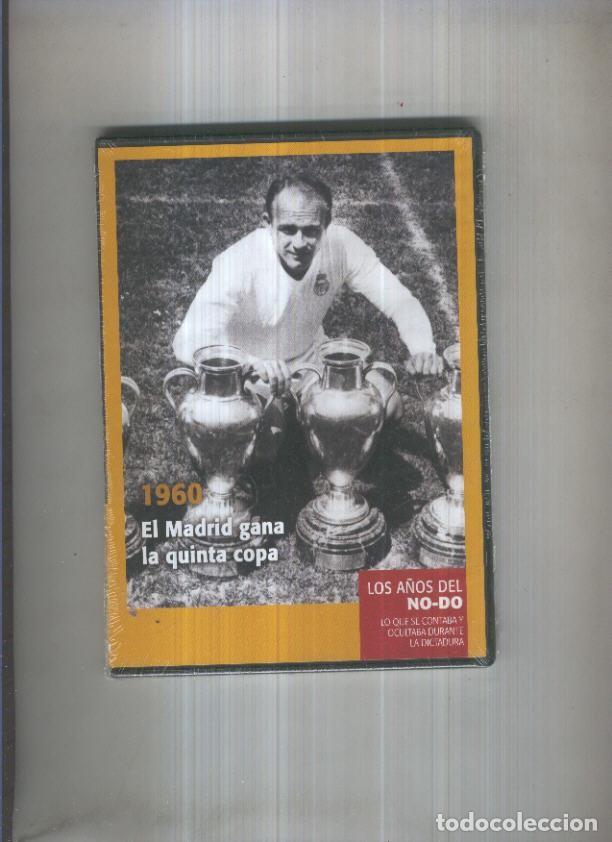 1960
El Madrid gana
la quinta copa
LOS AÑOS DEL
NO-DO
LO QUE SE CONTABA Y
OCULTABA DURANTE
LA DICTADURA
todocoleccion